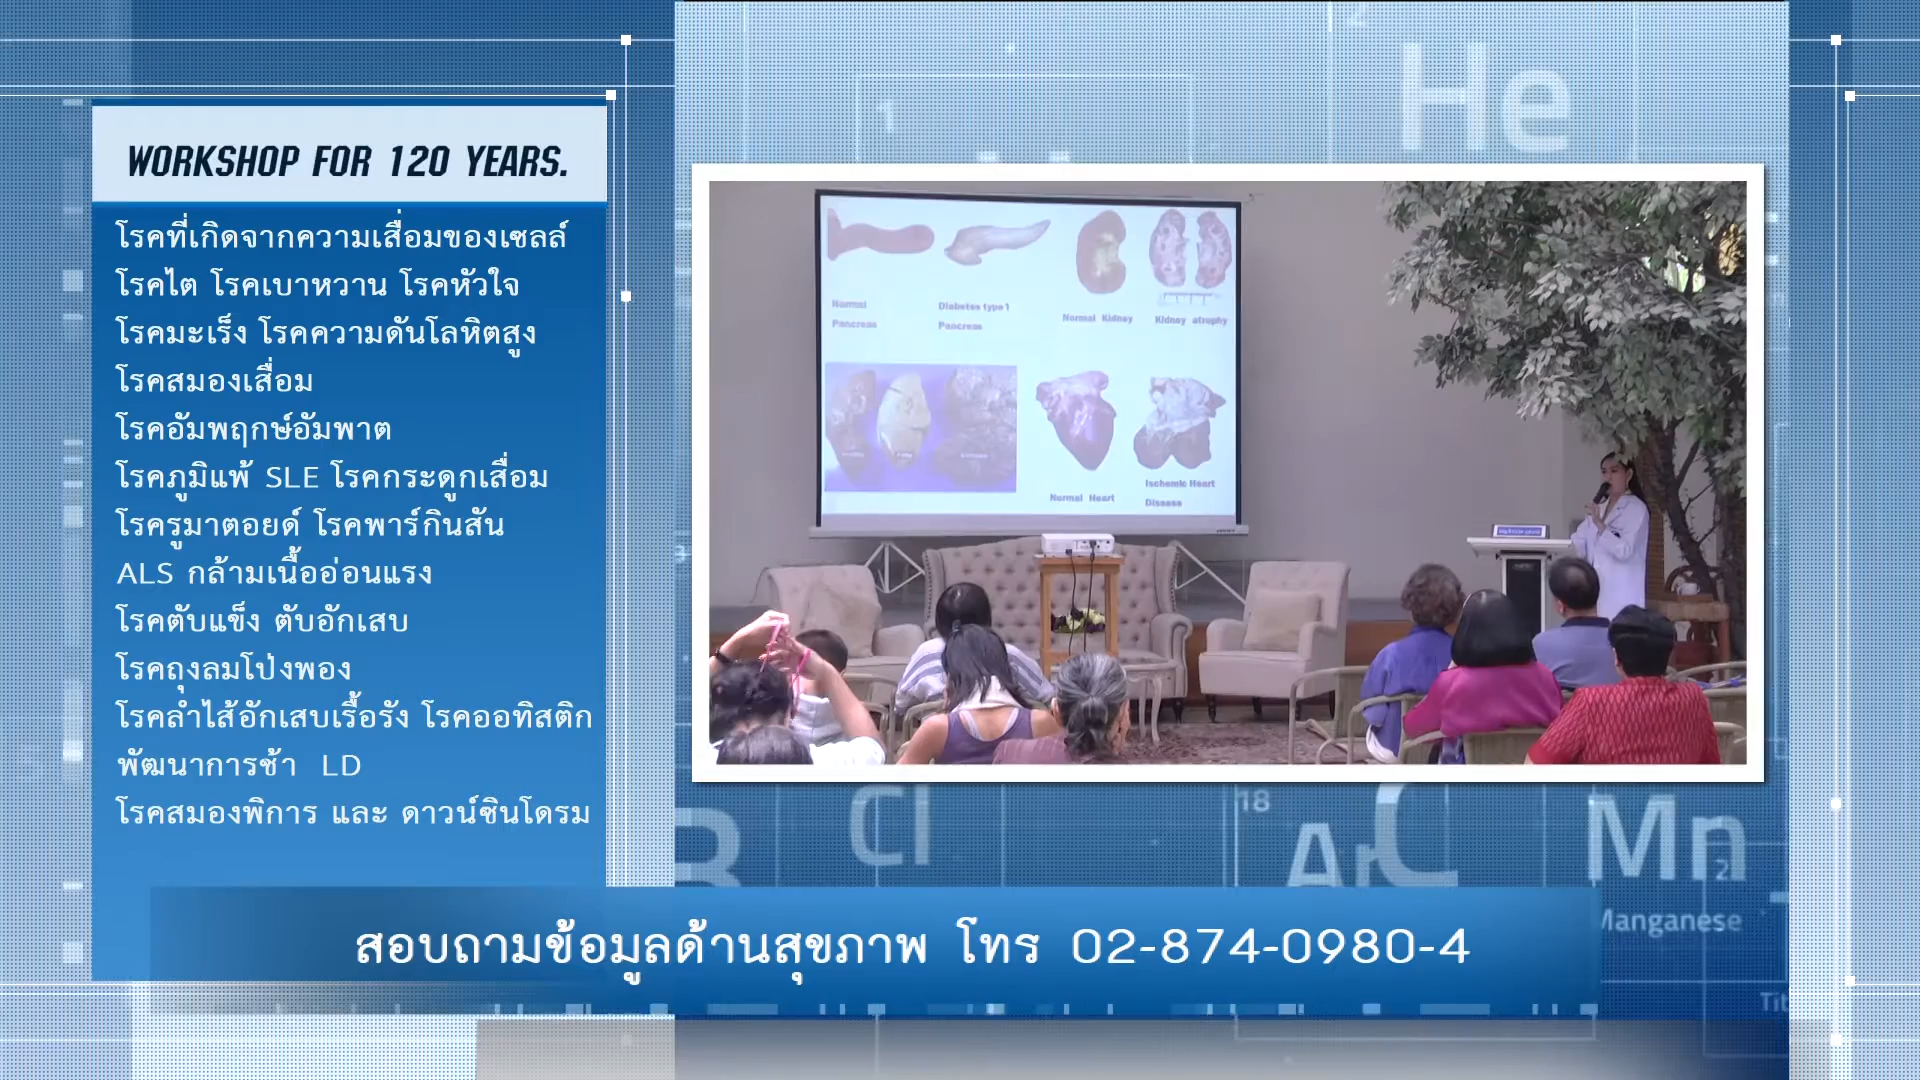 WORKSHOP FOR 120 YEARS.
โรคที่เกิดจากความเสื่อมของเซลล์
โรคไต โรคเบาหวาน โรคหัวใจ
โรคมะเร็ง โรคความดันโลหิตสูง
โรคสมองเสื่อม
โรคอัมพฤกษ์อัมพาต
โรคภูมิแพ้ SLE โรคกระดูกเสื่อม
โรครูมาตอยด์ โรคพาร์กินสัน
ALS กล้ามเนื้ออ่อนแรง
โรคตับแข็ง ตับอักเสบ
โรคถุงลมโป่งพอง
โรคลำไส้อักเสบเรื้อรัง โรคออทิสติก
พัฒนาการช้า LD
โรคสมองพิการ และ ดาวน์ซินโดรม
He
1
2
Normal
Pancreas
Diabetes type 1
Pancreas
Normal Kidney
Kidney atrophy
Normal Heart
Ischemic Heart
Disease
Cl
18
Ar
C
Mn
Manganese
สอบถามข้อมูลด้านสุขภาพ โทร 02-874-0980-4